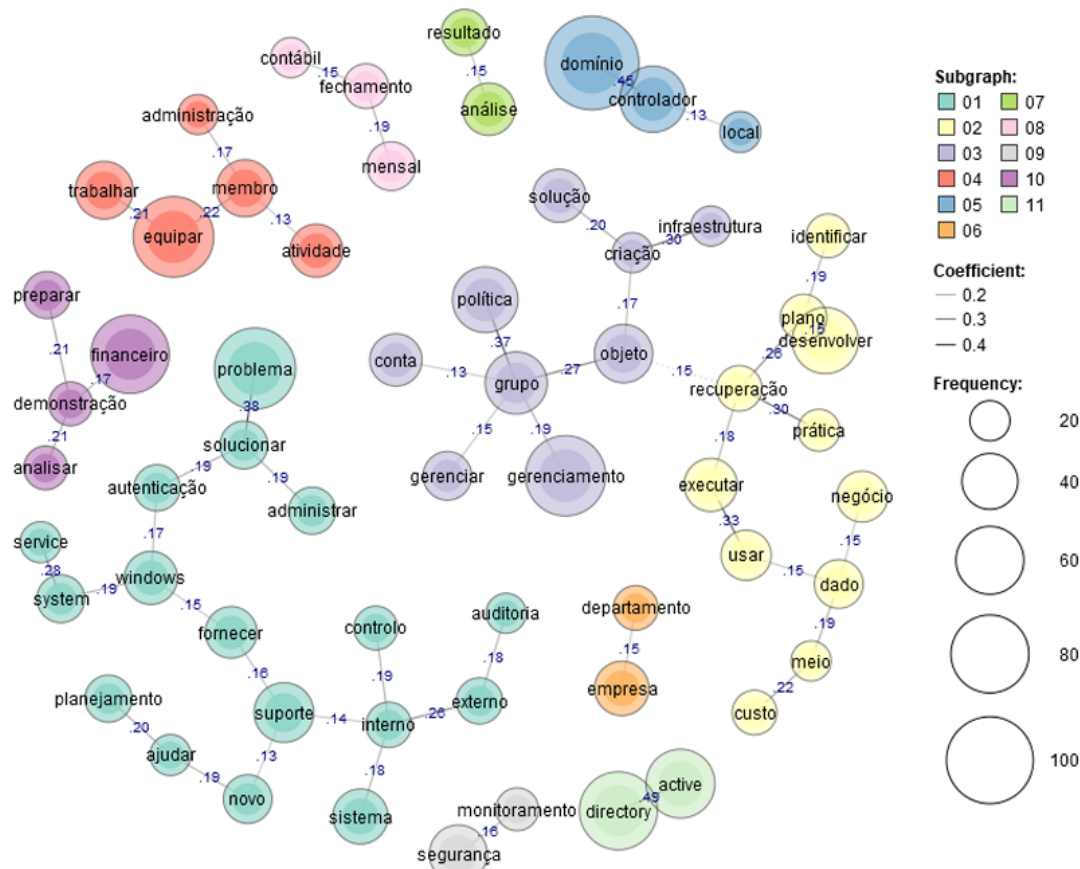 contábil
.15
fechamento
.19
mensal
resultado
.15
análise
domínio
.45
controlador
.13
local
administração
.17
trabalhar
.21
equipar
.22
membro
.13
atividade
solução
.20
criação
.30
infraestrutura
.17
política
.37
conta
.13
grupo
.27
objeto
.15
.15
gerenciar
.19
gerenciamento
identificar
.19
plano
.15
desenvolver
.26
recuperação
.30
prática
.18
executar
.33
usar
.15
negócio
.15
dado
.19
meio
.22
custo
preparar
.21
financeiro
.17
demonstração
.21
analisar
problema
.38
solucionar
.19
autenticação
.19
administrar
.17
service
.28
system
.19
windows
.15
fornecer
.16
suporte
.14
planejamento
.20
ajudar
.19
novo
.13
controlo
.19
interno
.26
externo
.18
auditoria
.18
sistema
departamento
.15
empresa
monitoramento
.16
segurança
directory
.49
active
Subgraph:
01 07
02 08
03 09
04 10
05 11
06
Coefficient:
0.2
0.3
0.4
Frequency:
20
40
60
80
100